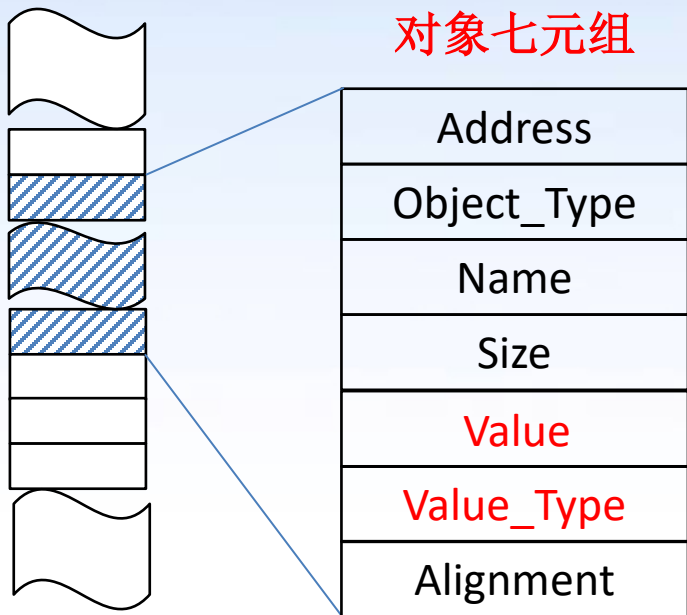 对象七元组
Address
Object_Type
Name
Size
Value
Value_Type
Alignment